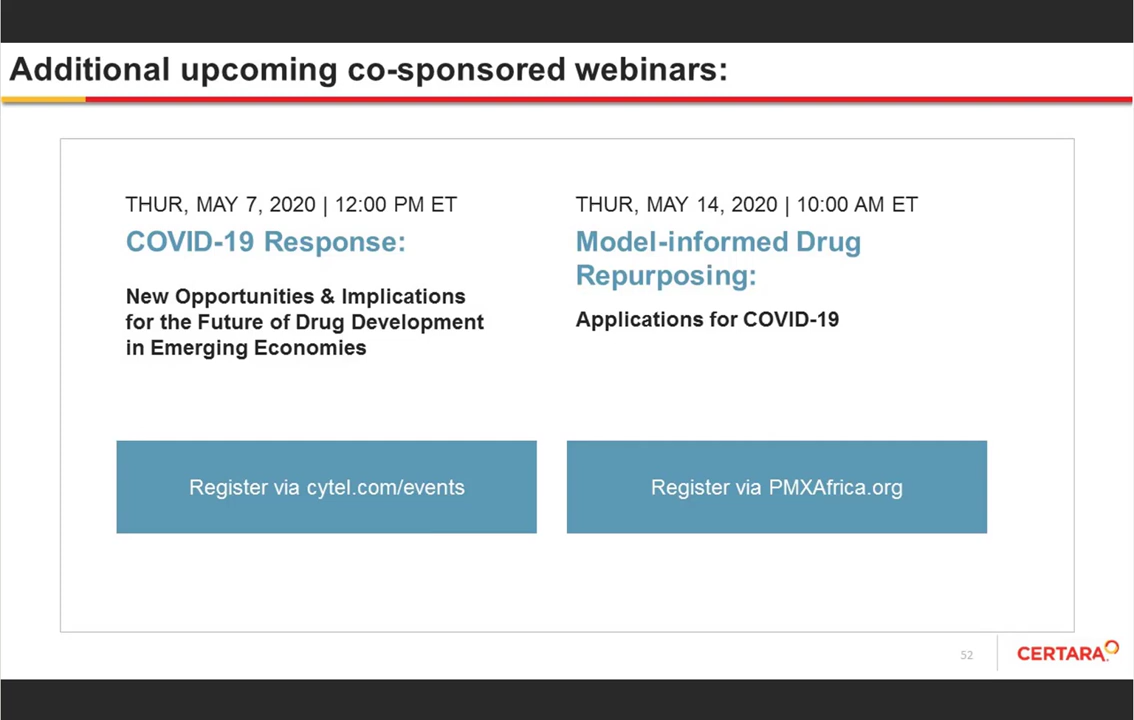 Additional upcoming co-sponsored webinars:
THUR, MAY 7, 2020 | 12:00 PM ET
COVID-19 Response:
New Opportunities & Implications
for the Future of Drug Development
in Emerging Economies
Register via cytel.com/events
THUR, MAY 14, 2020 | 10:00 AM ET
Model-informed Drug
Repurposing:
Applications for COVID-19
Register via PMXAfrica.org
52
CERTARA